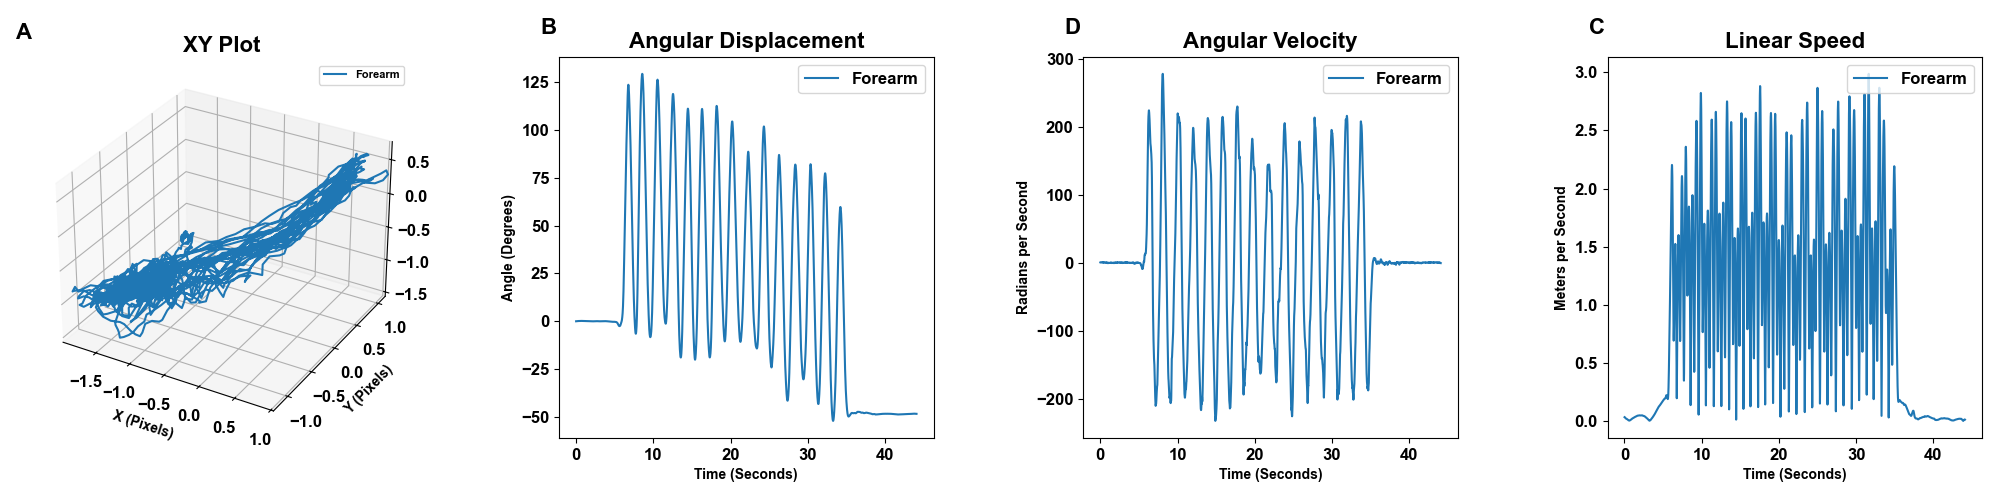 A
XY Plot
Forearm
0.5
0.0
−0.5
−1.0
−1.5
1.0
0.5
0.0
−0.5
−1.0
Y (Pixels)
−1.5
−1.0
−0.5
0.0
0.5
1.0
X (Pixels)
B
Angular Displacement
Forearm
125
100
75
50
25
0
−25
−50
Angle (Degrees)
0 10 20 30 40
Time (Seconds)
D
Angular Velocity
Forearm
300
200
100
0
−100
−200
Radians per Second
0 10 20 30 40
Time (Seconds)
C
Linear Speed
Forearm
3.0
2.5
2.0
1.5
1.0
0.5
0.0
Meters per Second
0 10 20 30 40
Time (Seconds)